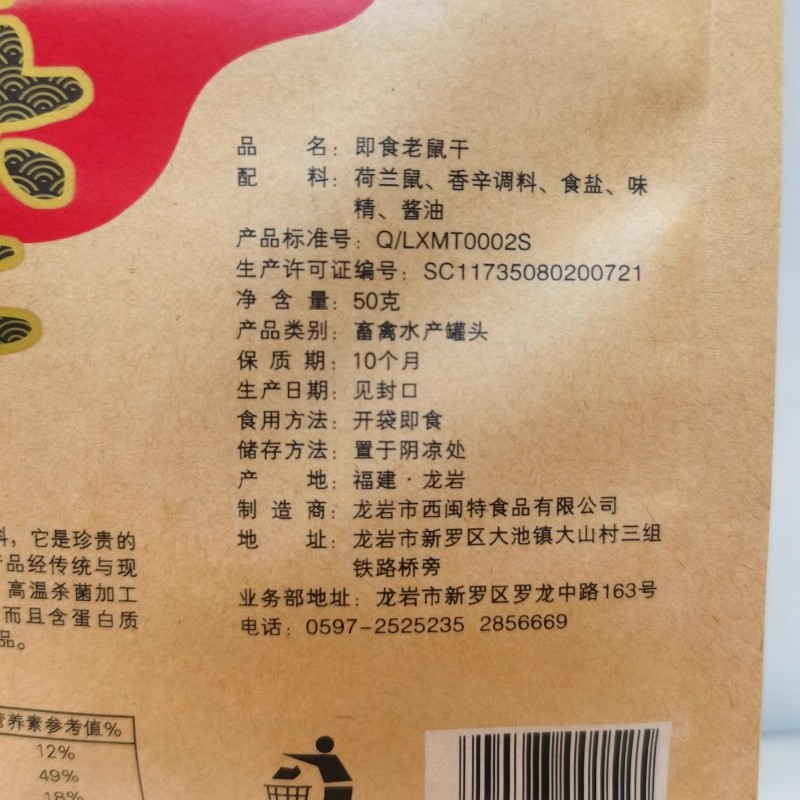 品名：即食老鼠干
配料：荷兰鼠、香辛调料、食盐、味
精、酱油
产品标准号：Q/LXMT0002S
生产许可证编号：SC11735080200721
净含量：50克
产品类别：畜禽水产罐头
保质期：10个月
生产日期：见封口
食用方法：开袋即食
储存方法：置于阴凉处
产地：福建·龙岩
制造商：龙岩市西闽特食品有限公司
地址：龙岩市新罗区大池镇大山村三组
铁路桥旁
业务部地址：龙岩市新罗区罗龙中路163号
电话：0597-2525235 2856669
料，它是珍贵的
产品经传统与现
高温杀菌加工
而且含蛋白质
品。
营养素参考值%
12%
49%
18%